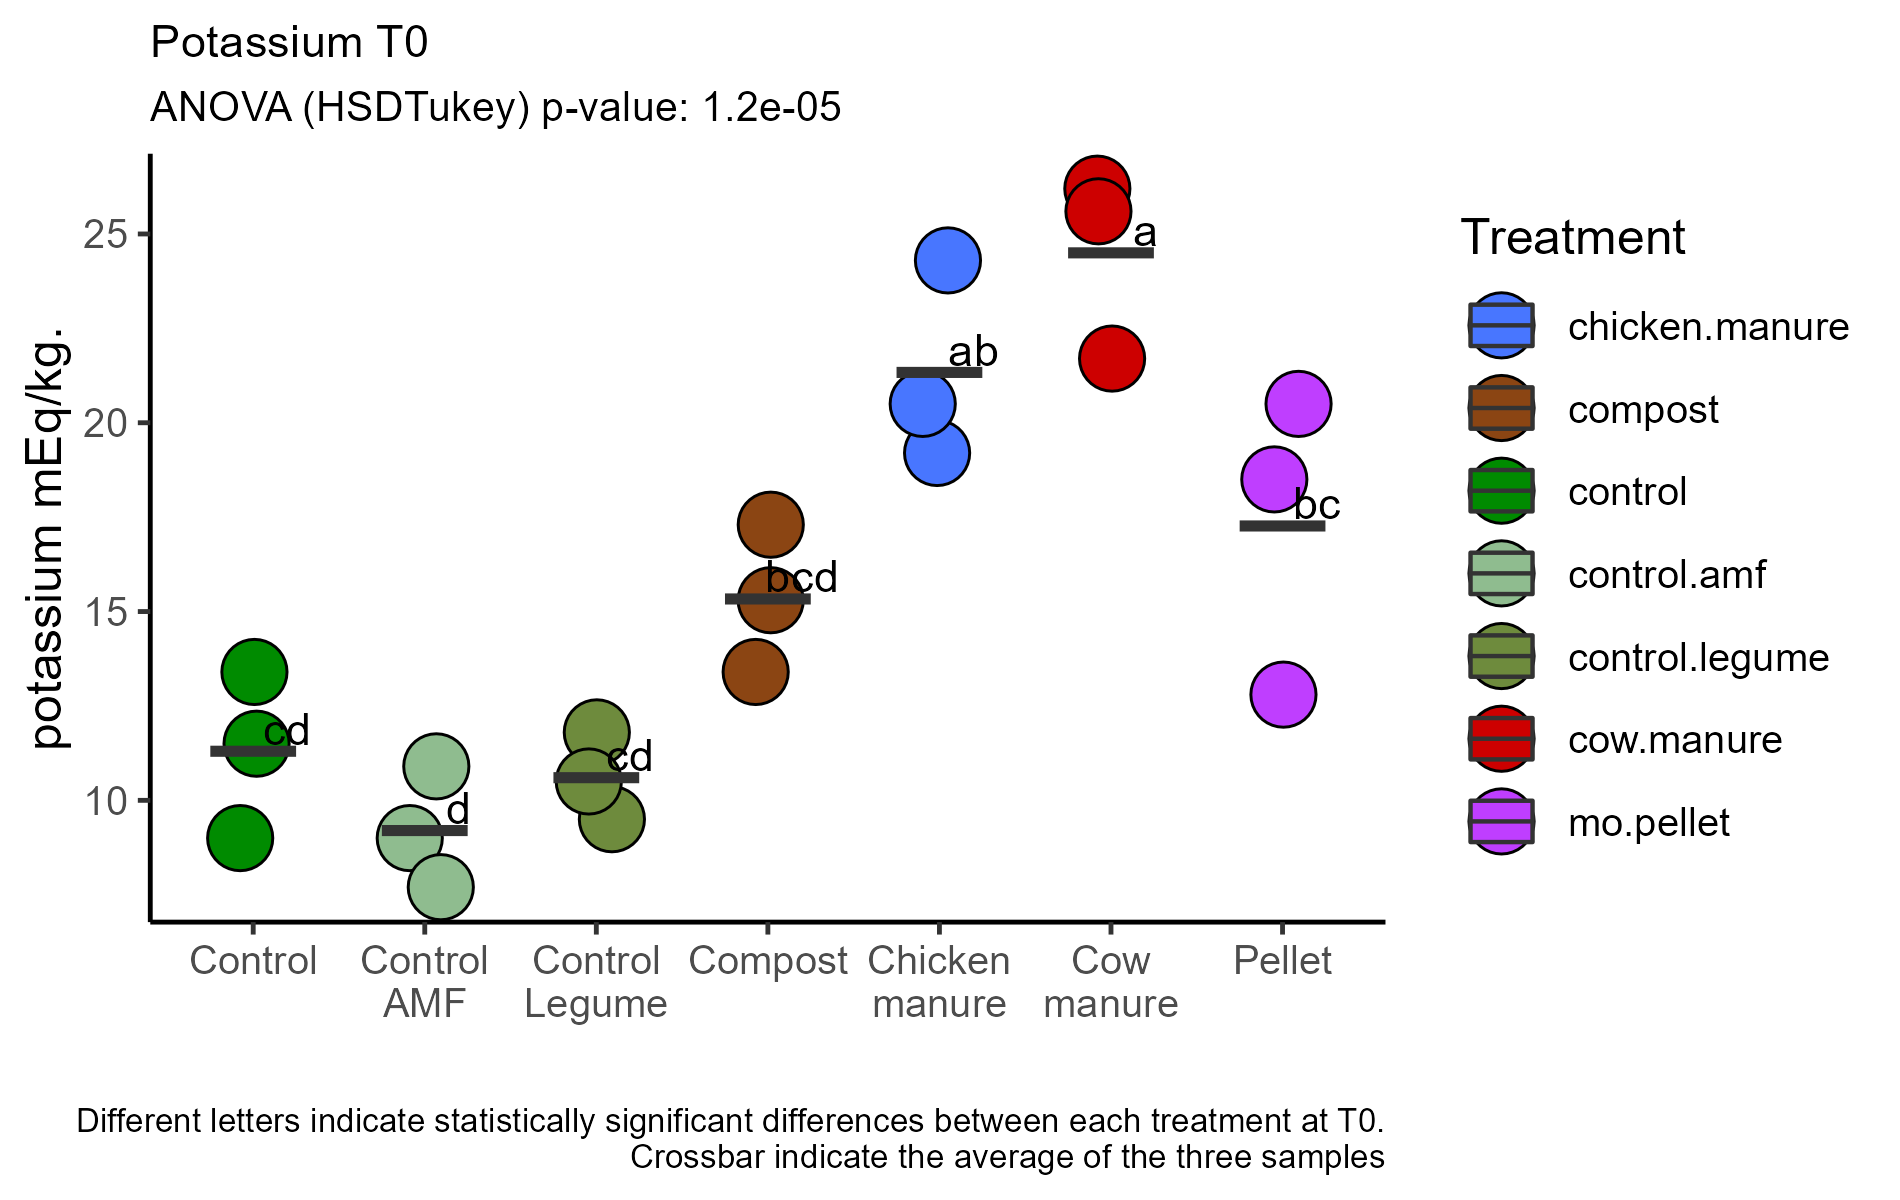 Potassium T0
ANOVA (HSDTukey) p-value: 1.2e-05
potassium mEq/kg.
25
20
15
10
cd
d
cd
bcd
ab
a
bc
Control
Control
AMF
Control
Legume
Compost
Chicken
manure
Cow
manure
Pellet
Treatment
chicken.manure
compost
control
control.amf
control.legume
cow.manure
mo.pellet
Different letters indicate statistically significant differences between each treatment at T0.
Crossbar indicate the average of the three samples